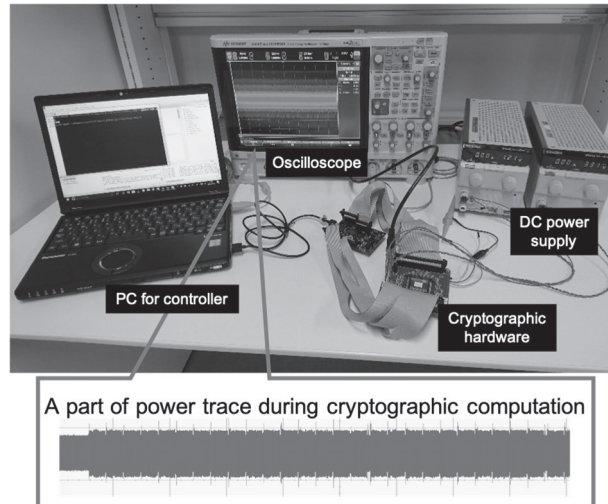 Oscilloscope
DC power
supply
PC for controller
Cryptographic
hardware
A part of power trace during cryptographic computation